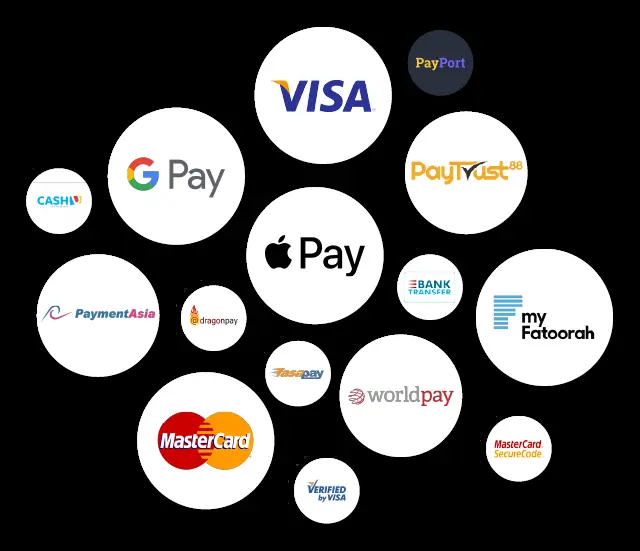 VISA
PayPort
G Pay
PayTrust88
CASHU
Pay
BANK
TRANSFER
PaymentAsia
dragonpay
my
Fatoorah
fasapay
worldpay
MasterCard
MasterCard
SecureCode
VERIFIED
by VISA